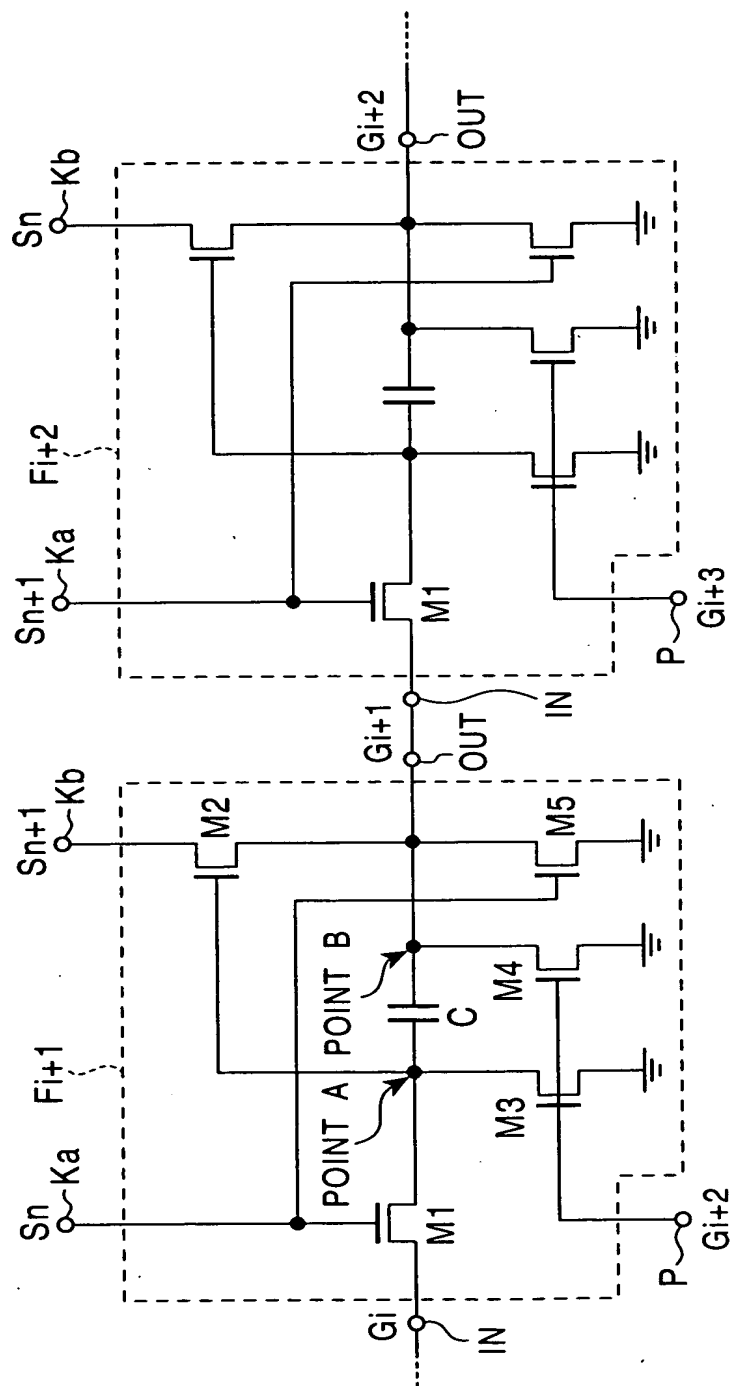 Sn
Ka
Sn+1
Kb
Sn+1
Ka
Sn
Kb
Fi+1
Fi+2
M2
POINT A
POINT B
Gi
IN
M1
C
Gi+1
OUT
IN
M1
Gi+2
OUT
M3
M4
M5
P
Gi+2
P
Gi+3